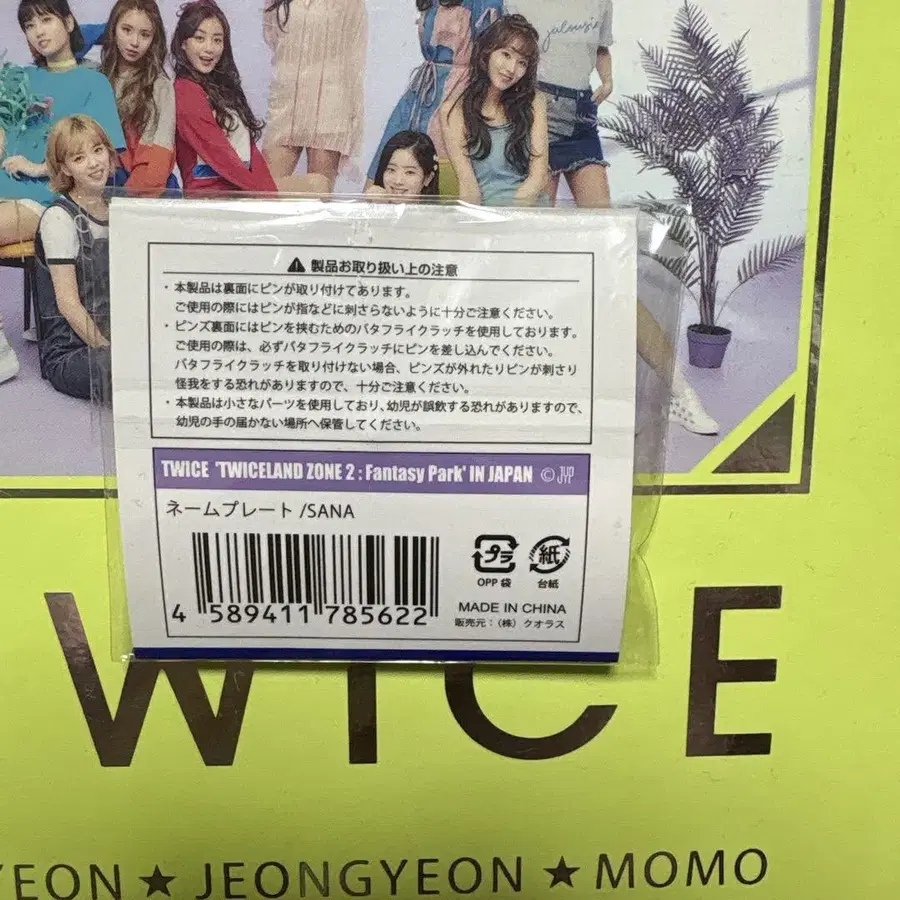 jalousie
⚠ 製品お取り扱い上の注意
・本製品は裏面にピンが取り付けてあります。
ご使用の際にはピンが指などに刺さらないように十分ご注意ください。
・ピンズ裏面にはピンを挟むためのバタフライクラッチを使用しております。
ご使用の際は、必ずバタフライクラッチにピンを差し込んでください。
バタフライクラッチを取り付けない場合、ピンズが外れたりピンが刺さり
怪我をする恐れがありますので、十分ご注意ください。
・本製品は小さなパーツを使用しており、幼児が誤飲する恐れがありますので、
幼児の手の届かない場所へ保管してください。
TWICE 'TWICELAND ZONE 2 : Fantasy Park' IN JAPAN © JYP
ネームプレート /SANA
4 589411 785622
プラ
OPP 袋
紙
台紙
MADE IN CHINA
販売元：（株）クオラス
WICE
YEON ★ JEONGYEON ★ MOMO